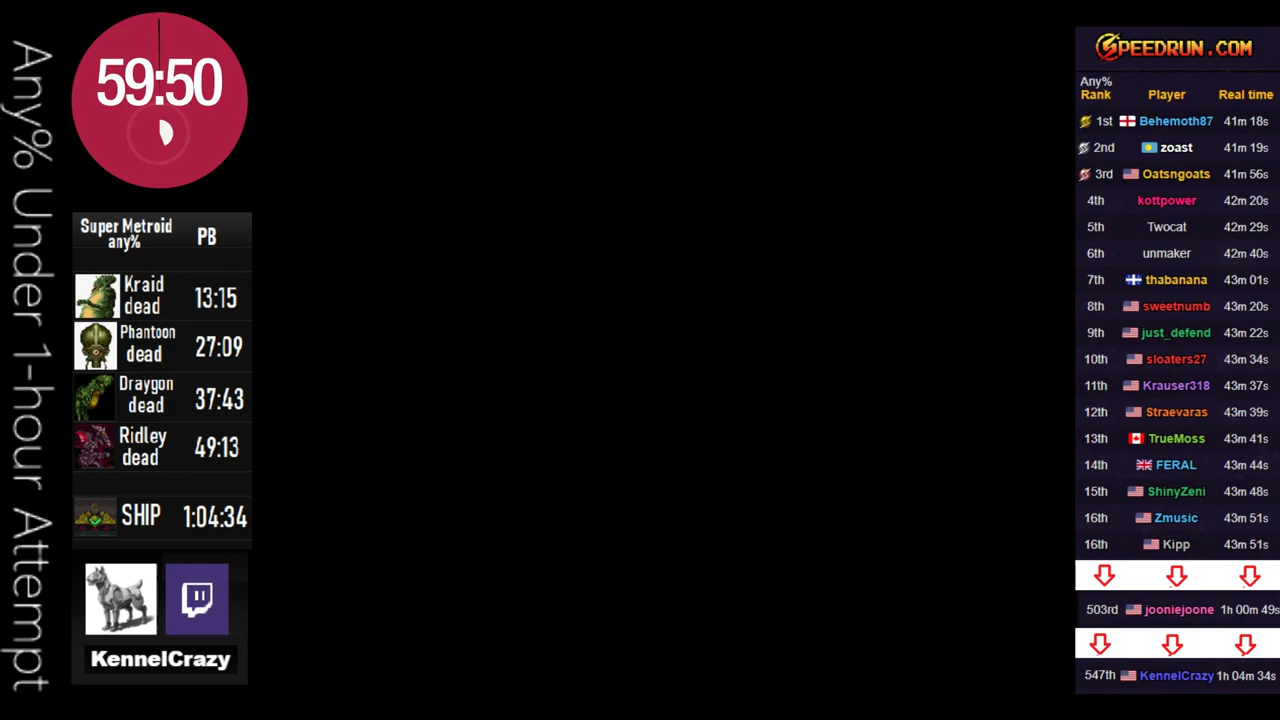 Any% Under 1-hour Attempt
59:50
Super Metroid
any%
PB
Kraid
dead
13:15
Phantoon
dead
27:09
Draygon
dead
37:43
Ridley
dead
49:13
SHIP 1:04:34
KennelCrazy
SPEEDRUN.COM
Any%
Rank Player Real time
1st Behemoth87 41m 18s
2nd zoast 41m 19s
3rd Oatsngoats 41m 56s
4th kottpower 42m 20s
5th Twocat 42m 29s
6th unmaker 42m 40s
7th thabanana 43m 01s
8th sweetnumb 43m 20s
9th just_defend 43m 22s
10th sloaters27 43m 34s
11th Krauser318 43m 37s
12th Straevaras 43m 39s
13th TrueMoss 43m 41s
14th FERAL 43m 44s
15th ShinyZeni 43m 48s
16th Zmusic 43m 51s
16th Kipp 43m 51s
503rd jooniejoone 1h 00m 49s
547th KennelCrazy 1h 04m 34s